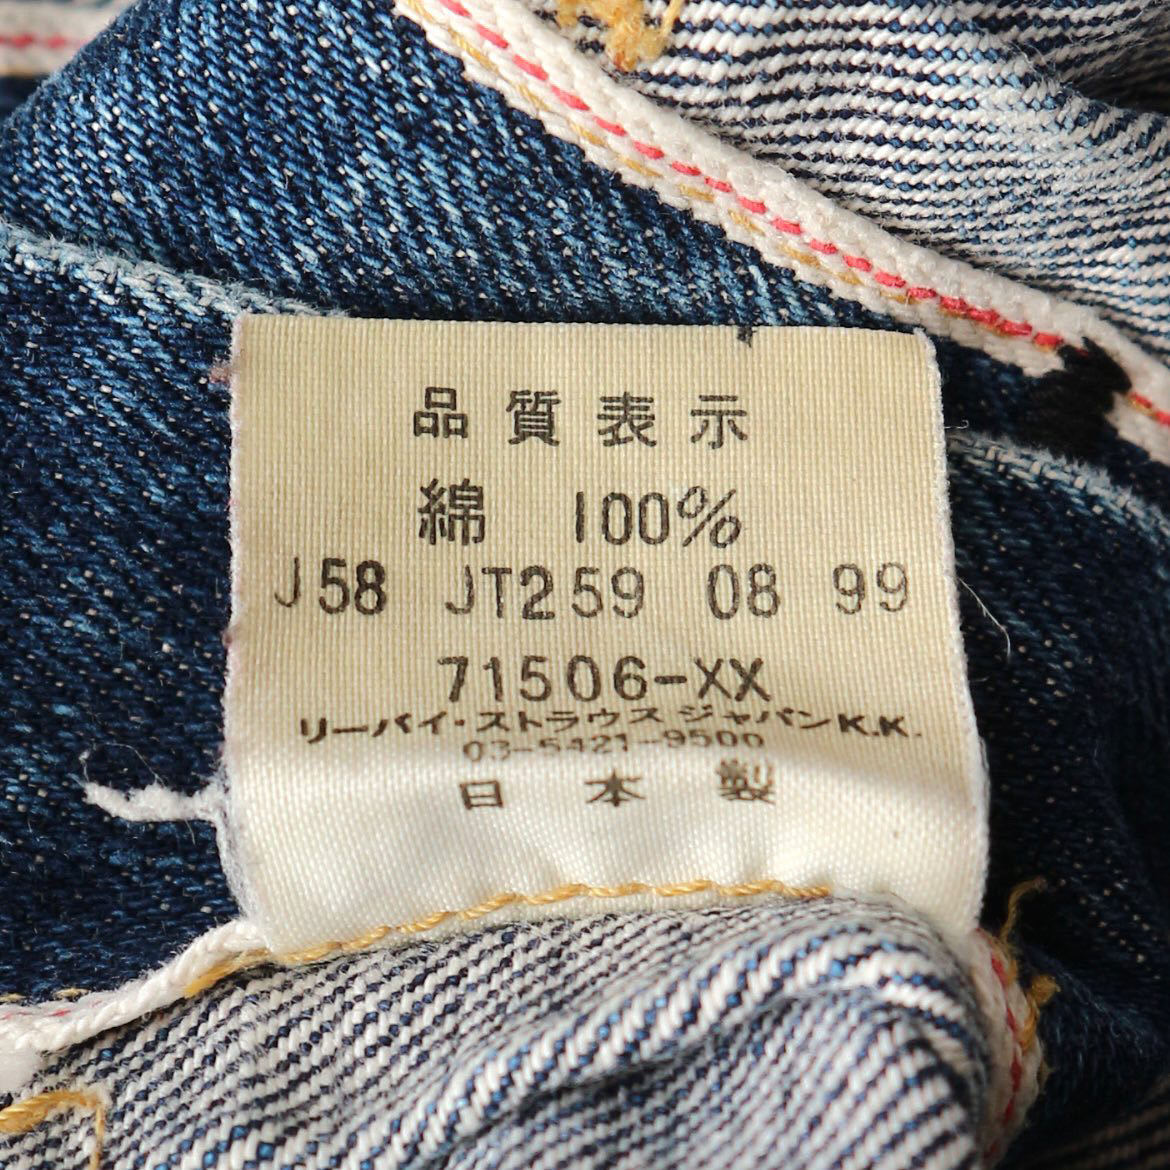 品質表示
綿 100%
J58 JT259 08 99
71506-XX
リーバイ・ストラウス ジャパンK.K.
03-5421-9500
日本製